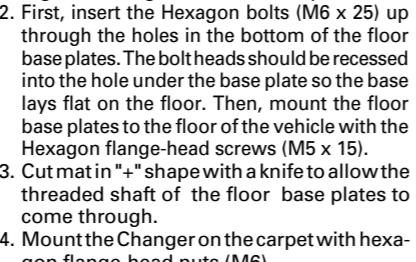 2. First, insert the Hexagon bolts (M6 x 25) up
through the holes in the bottom of the floor
base plates. The bolt heads should be recessed
into the hole under the base plate so the base
lays flat on the floor. Then, mount the floor
base plates to the floor of the vehicle with the
Hexagon flange-head screws (M5 x 15).
3. Cut mat in "+" shape with a knife to allow the
threaded shaft of the floor base plates to
come through.
4. Mount the Changer on the carpet with hexa-
gon flange-head nuts (M6).